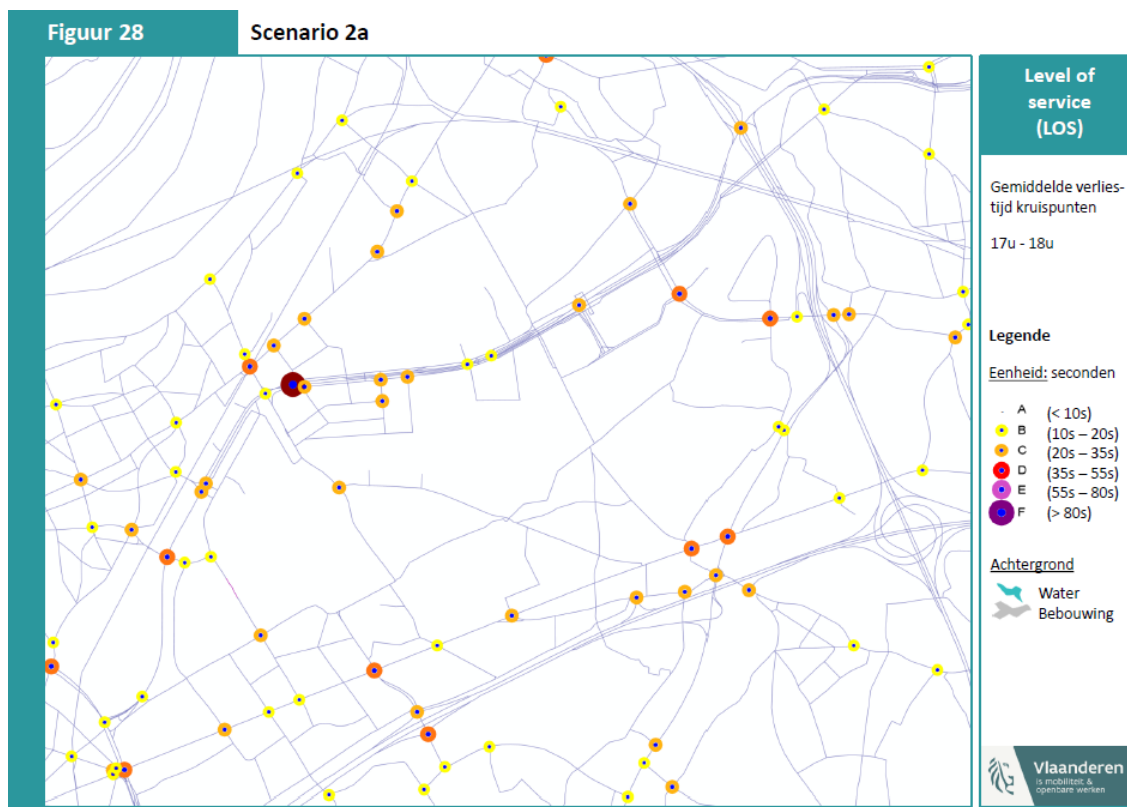 Figuur 28
Scenario 2a
Level of
service
(LOS)
Gemiddelde verlies-
tijd kruispunten
17u - 18u
Legende
Eenheid: seconden
A (< 10s)
B (10s – 20s)
C (20s – 35s)
D (35s – 55s)
E (55s – 80s)
F (> 80s)
Achtergrond
Water
Bebouwing
Vlaanderen
is mobiliteit &
openbare werken